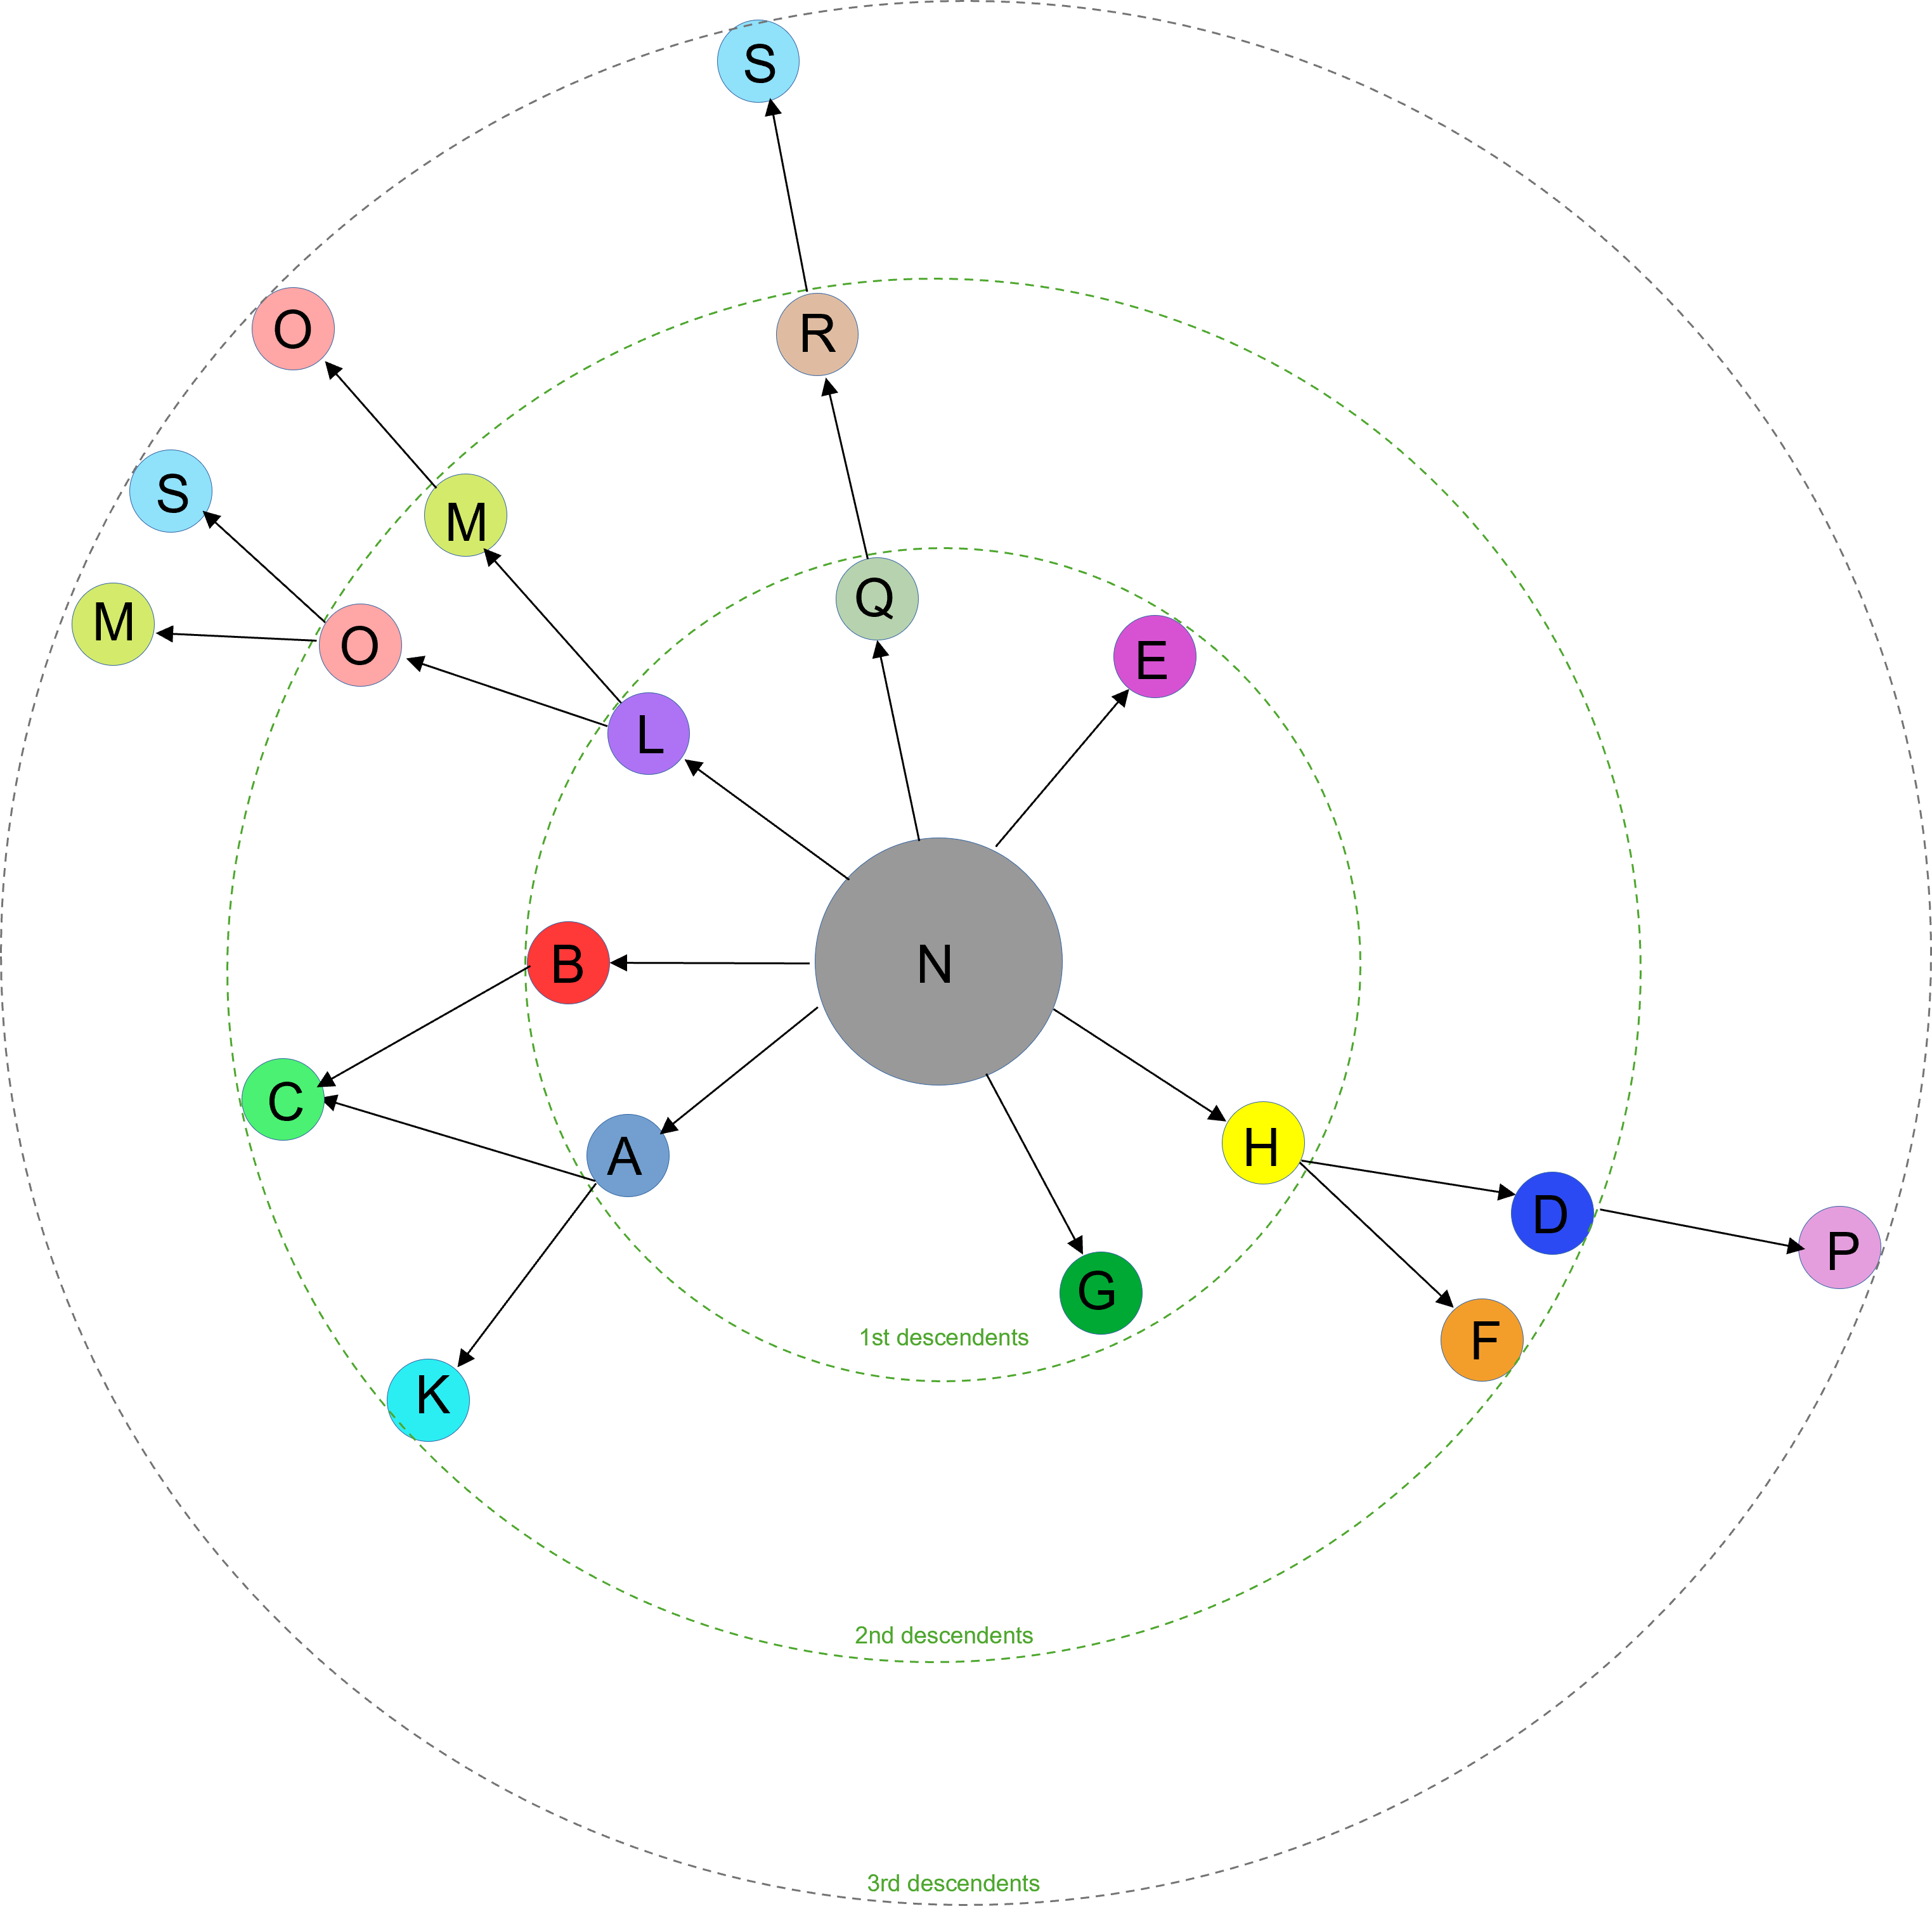 S
O
R
S
M
Q
M
O
E
L
B
N
C
A
H
D
P
G
F
1st descendents
K
2nd descendents
3rd descendents